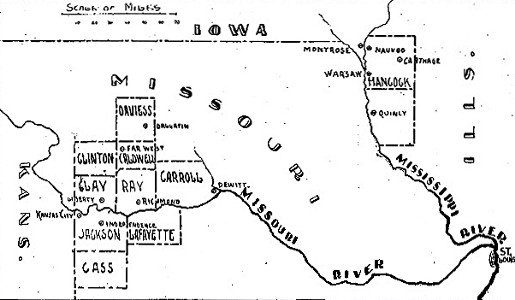 SCALE OF MILES
IOWA
MONTROSE
NAUVOO
CARTHAGE
WARSAW
HANCOCK
QUINCY
ILLS.
MISSOURI
DAVIESS
GALLATIN
FAR WEST
CLINTON
CALDWELL
CARROLL
CLAY
RAY
LIBERTY
RICHMOND
DEWITT
KANSAS CITY
INDEPENDENCE
JACKSON
LAFAYETTE
CASS
KANS.
MISSOURI RIVER
MISSISSIPPI RIVER
ST.
LOUIS